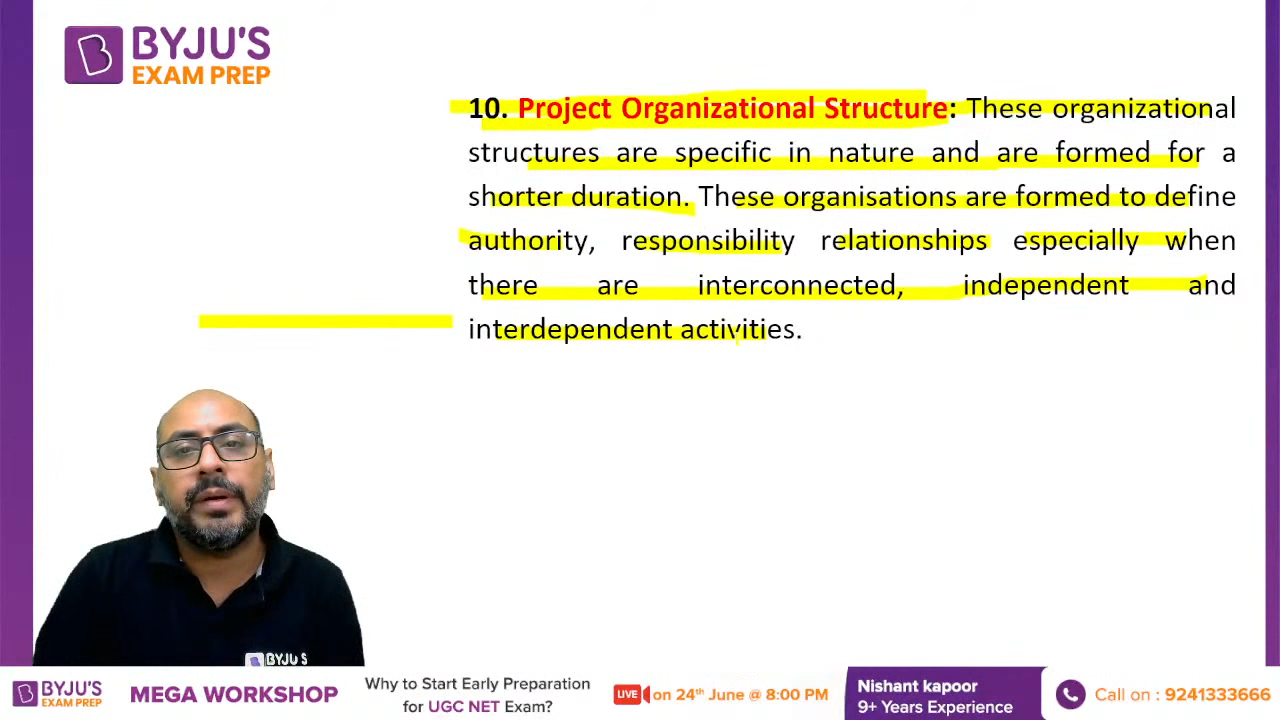 BYJU'S
EXAM PREP
10. Project Organizational Structure: These organizational
structures are specific in nature and are formed for a
shorter duration. These organisations are formed to define
authority, responsibility relationships especially when
there are interconnected, independent and
interdependent activities.
BYJU'S
BYJU'S
EXAM PREP
MEGA WORKSHOP
Why to Start Early Preparation
for UGC NET Exam?
LIVE
on 24th June @ 8:00 PM
Nishant kapoor
9+ Years Experience
Call on : 9241333666